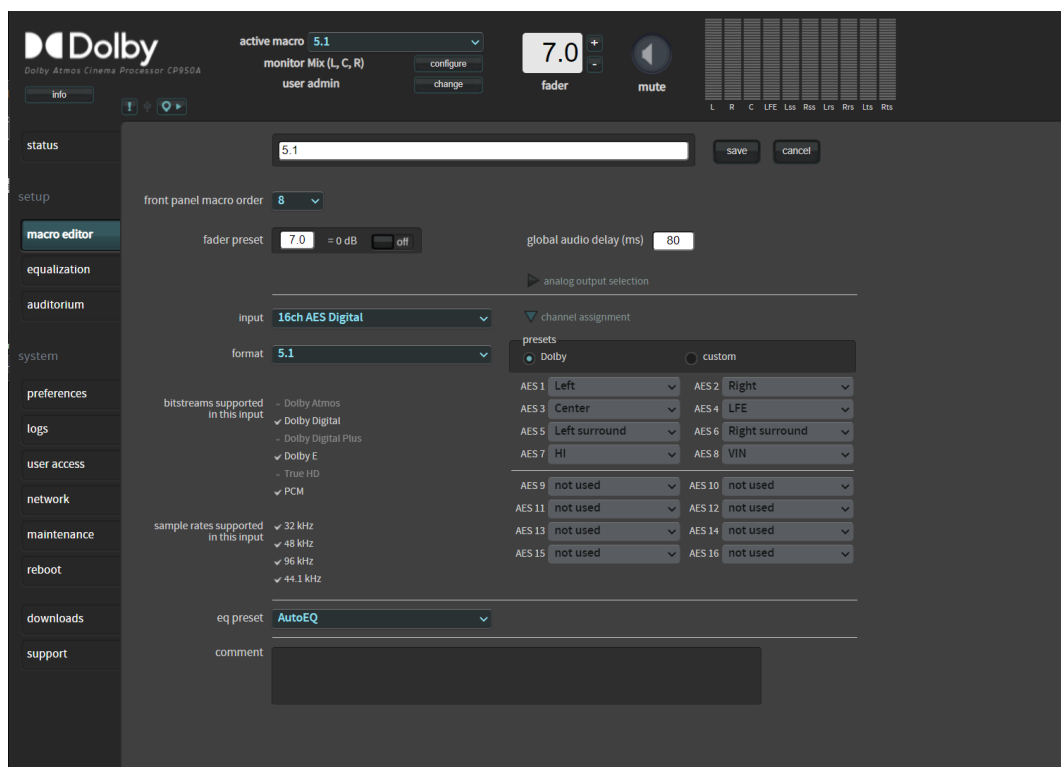 Dolby
Dolby Atmos Cinema Processor CP950A
info
active macro 5.1
monitor Mix (L, C, R) configure
user admin change
7.0 + -
fader
mute
L R C LFE Lss Rss Lrs Rrs Lts Rts
status
setup
macro editor
equalization
auditorium
system
preferences
logs
user access
network
maintenance
reboot
downloads
support
5.1 save cancel
front panel macro order 8
fader preset 7.0 = 0 dB off
global audio delay (ms) 80
analog output selection
input 16ch AES Digital
format 5.1
bitstreams supported
in this input
- Dolby Atmos
Dolby Digital
- Dolby Digital Plus
Dolby E
- True HD
PCM
sample rates supported
in this input
32 kHz
48 kHz
96 kHz
44.1 kHz
channel assignment
presets
Dolby custom
AES 1 Left AES 2 Right
AES 3 Center AES 4 LFE
AES 5 Left surround AES 6 Right surround
AES 7 HI AES 8 VIN
AES 9 not used AES 10 not used
AES 11 not used AES 12 not used
AES 13 not used AES 14 not used
AES 15 not used AES 16 not used
eq preset AutoEQ
comment